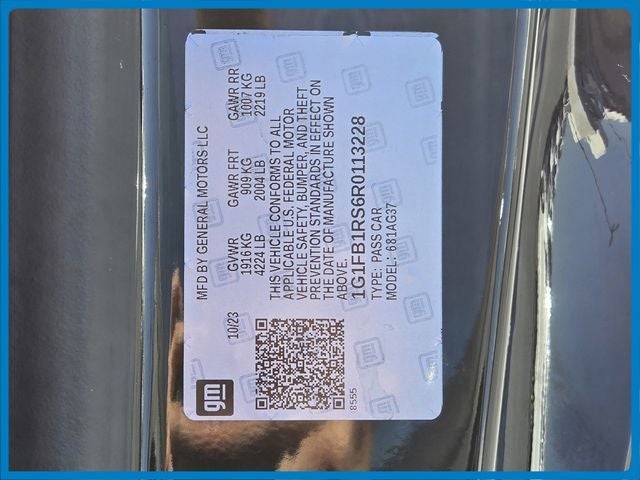 gm
MFD BY GENERAL MOTORS LLC
10/23
GVWR GAWR FRT GAWR RR
1916 KG 909 KG 1007 KG
4224 LB 2004 LB 2219 LB
THIS VEHICLE CONFORMS TO ALL
APPLICABLE U.S. FEDERAL MOTOR
VEHICLE SAFETY, BUMPER, AND THEFT
PREVENTION STANDARDS IN EFFECT ON
THE DATE OF MANUFACTURE SHOWN
ABOVE.
1G1FB1RS6R0113228
TYPE: PASS CAR
MODEL: 681AG37
8555